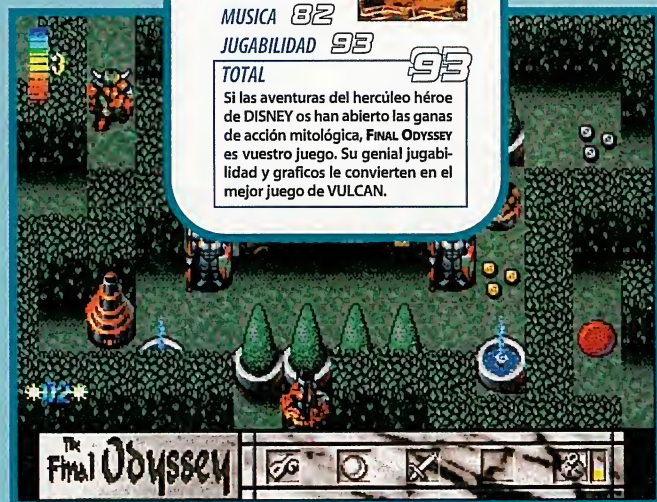 MUSICA 82
JUGABILIDAD 93
TOTAL 93
Si las aventuras del hercúleo héroe
de DISNEY os han abierto las ganas
de acción mitológica, FINAL ODYSSEY
es vuestro juego. Su genial jugabi-
lidad y graficos le convierten en el
mejor juego de VULCAN.
3
*02*
The
Final Odyssey